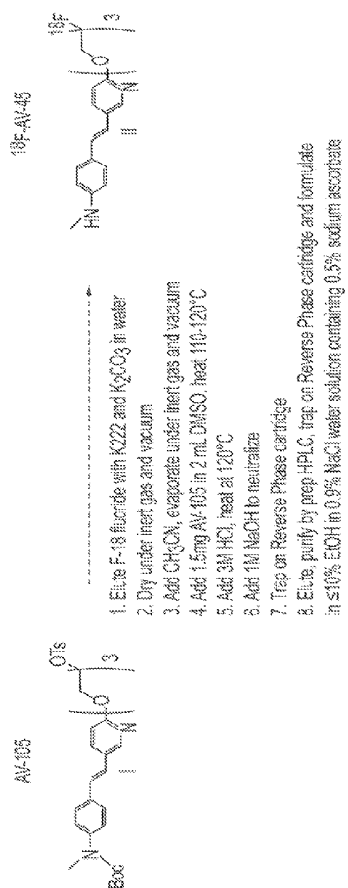 AV-105
Boc
N
N
O
OTs
3
I
1. Elute F-18 fluoride with K222 and K2CO3 in water
2. Dry under inert gas and vacuum
3. Add CH3CN, evaporate under inert gas and vacuum
4. Add 1.5mg AV-105 in 2 mL DMSO, heat 110-120°C
5. Add 3M HCl, heat at 120°C
6. Add 1M NaOH to neutralize
7. Trap on Reverse Phase cartridge
8. Elute, purify by prep HPLC, trap on Reverse Phase cartridge and formulate
in ≤10% EtOH in 0.9% NaCl water solution containing 0.5% sodium ascorbate
18F-AV-45
HN
N
O
18F
3
II